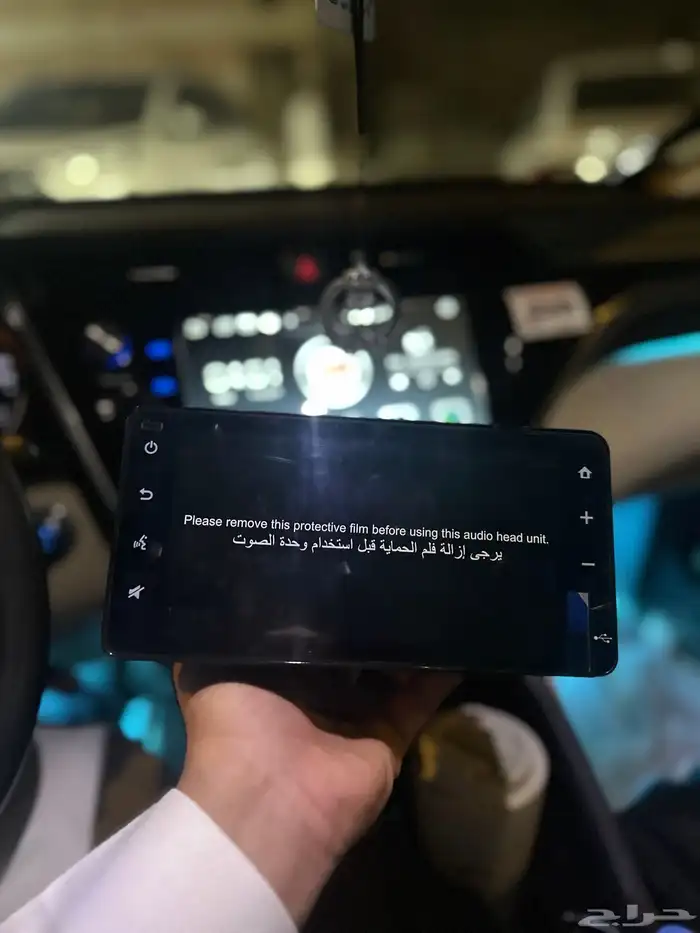 Please remove this protective film before using this audio head unit.
يرجى إزالة فلم الحماية قبل استخدام وحدة الصوت
حراج